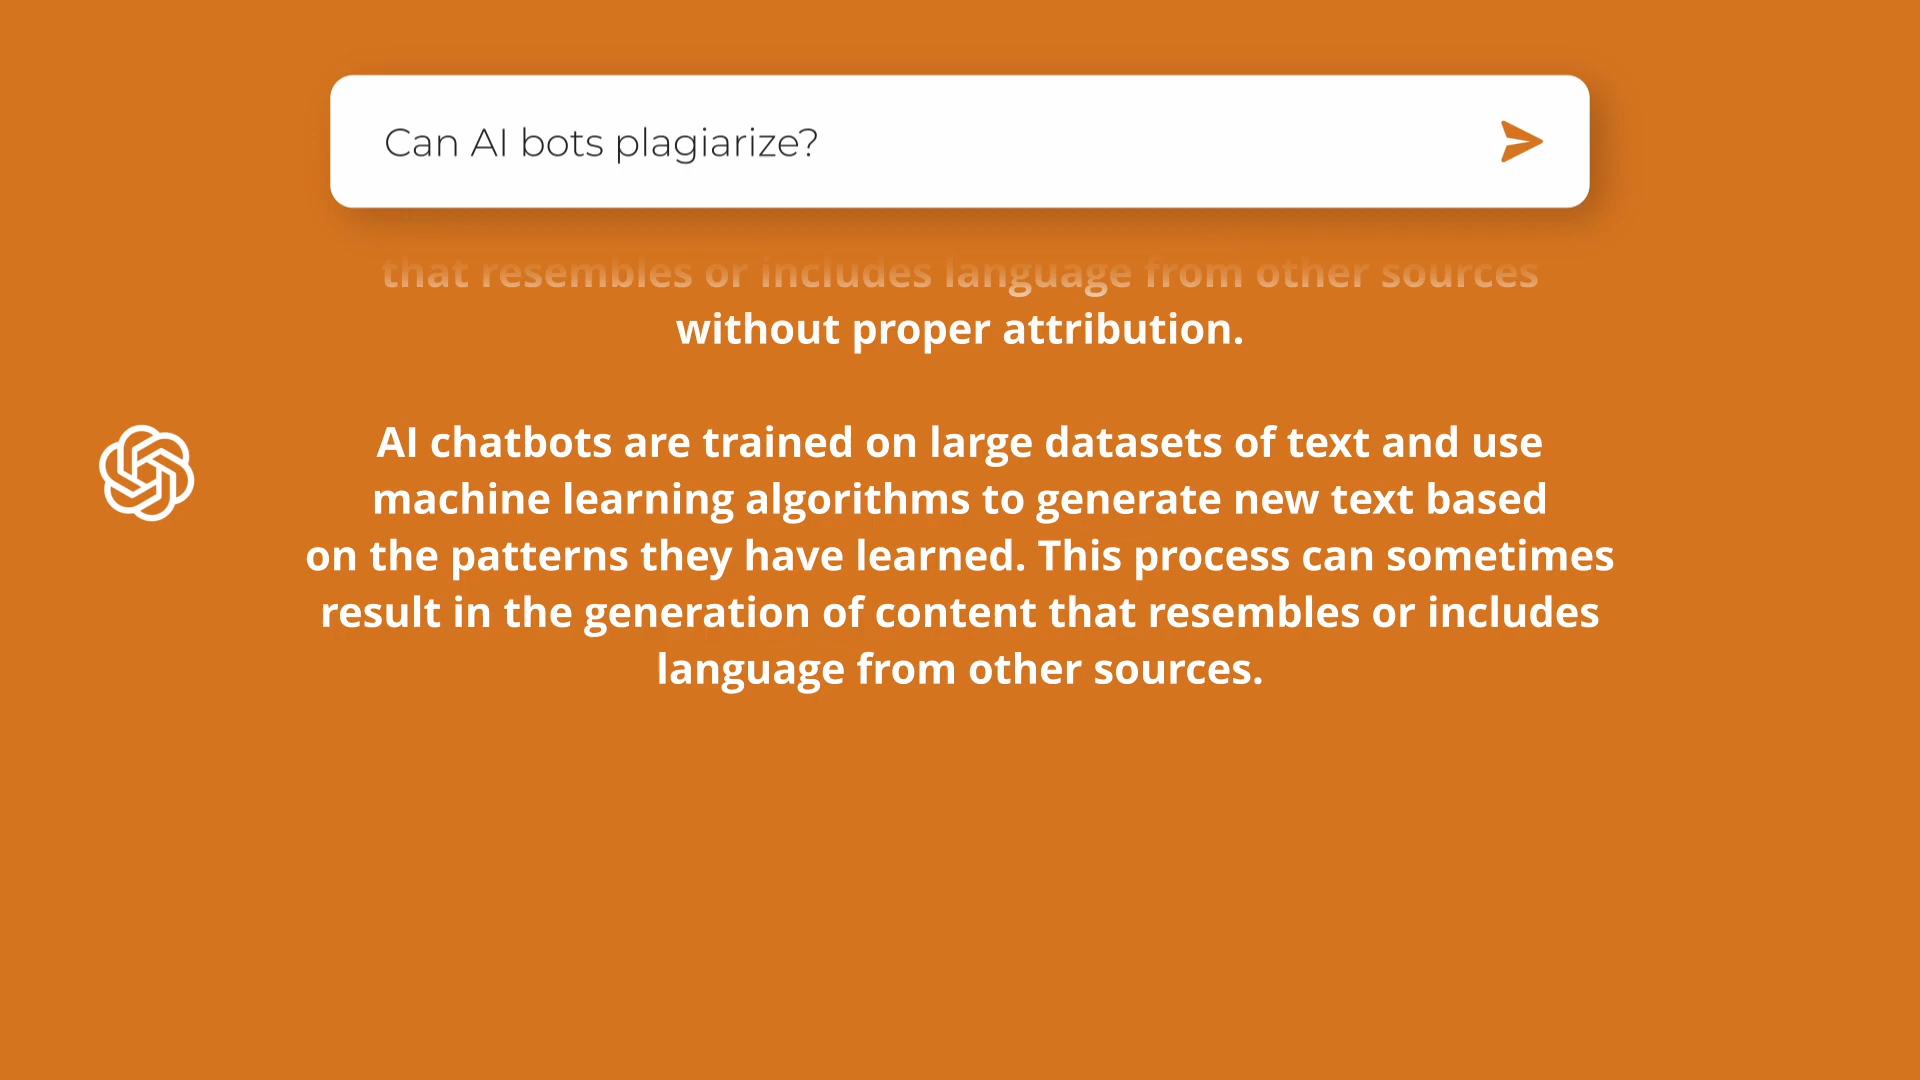 Can AI bots plagiarize?
that resembles or includes language from other sources
without proper attribution.
AI chatbots are trained on large datasets of text and use
machine learning algorithms to generate new text based
on the patterns they have learned. This process can sometimes
result in the generation of content that resembles or includes
language from other sources.